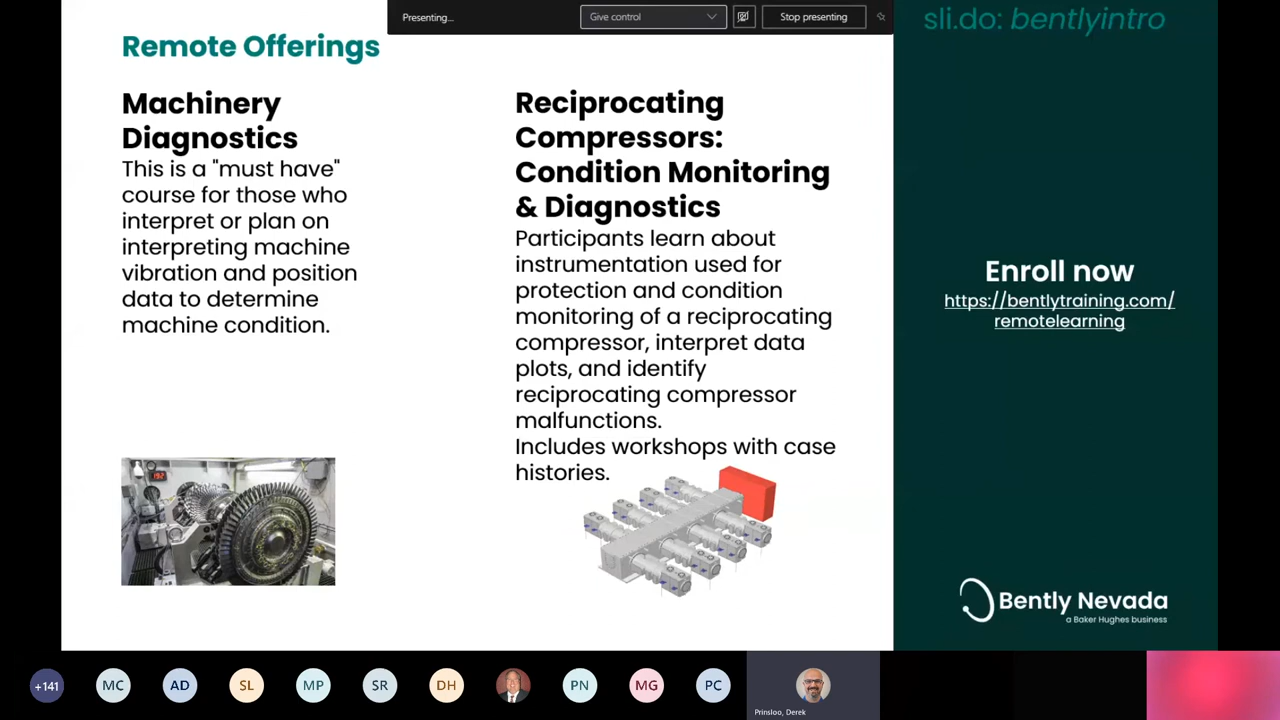 Presenting...
Give control
Stop presenting
sli.do: bentlyintro
Remote Offerings
Machinery
Diagnostics
This is a "must have"
course for those who
interpret or plan on
interpreting machine
vibration and position
data to determine
machine condition.
Reciprocating
Compressors:
Condition Monitoring
& Diagnostics
Participants learn about
instrumentation used for
protection and condition
monitoring of a reciprocating
compressor, interpret data
plots, and identify
reciprocating compressor
malfunctions.
Includes workshops with case
histories.
Enroll now
https://bentlytraining.com/
remotelearning
Bently Nevada
a Baker Hughes business
+141
MC
AD
SL
MP
SR
DH
PN
MG
PC
Prinsloo, Derek